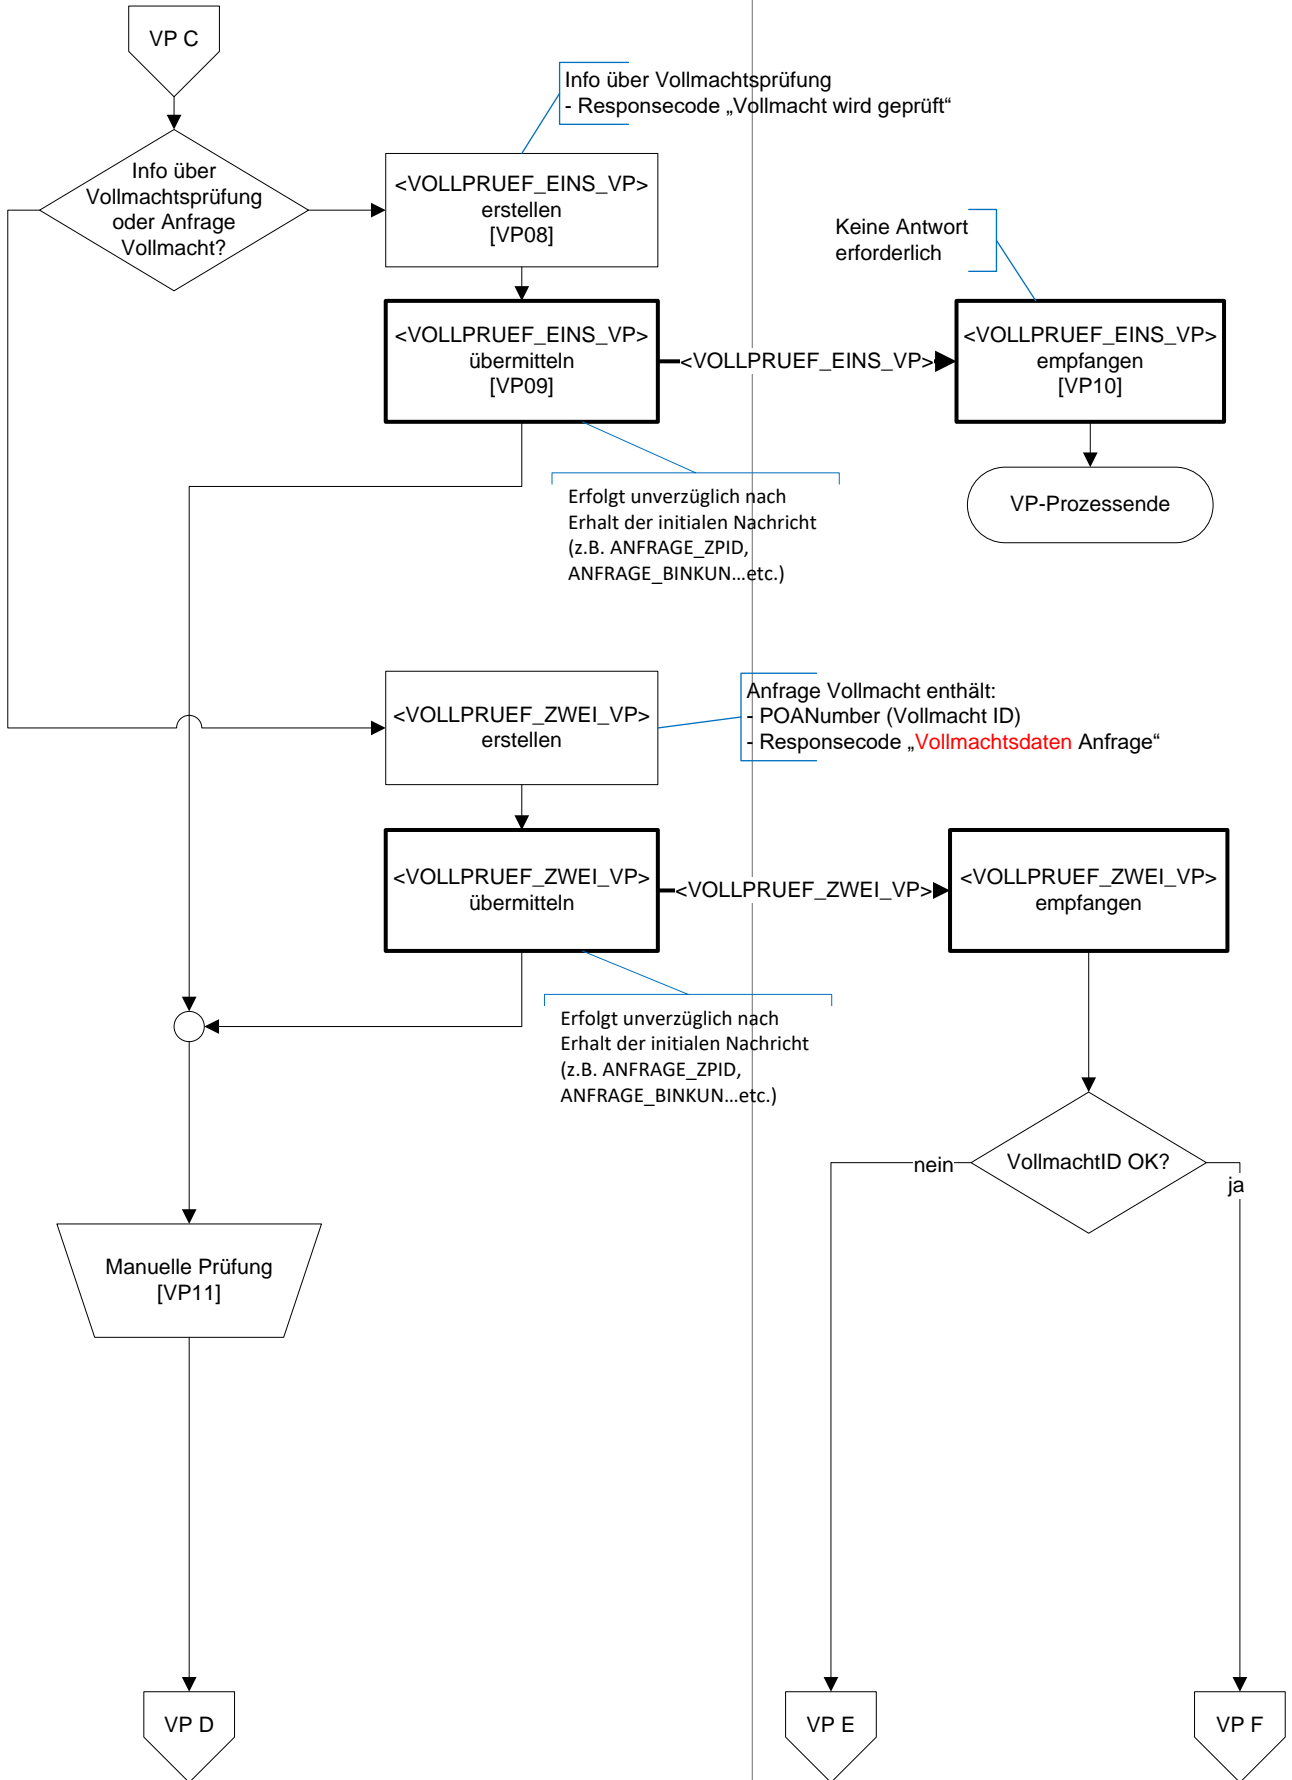 VP C
Info über Vollmachtsprüfung
- Responsecode „Vollmacht wird geprüft“
Info über
Vollmachtsprüfung
oder Anfrage
Vollmacht?
<VOLLPRUEF_EINS_VP>
erstellen
[VP08]
Keine Antwort
erforderlich
<VOLLPRUEF_EINS_VP>
übermitteln
[VP09]
<VOLLPRUEF_EINS_VP>
<VOLLPRUEF_EINS_VP>
empfangen
[VP10]
VP-Prozessende
Erfolgt unverzüglich nach
Erhalt der initialen Nachricht
(z.B. ANFRAGE_ZPID,
ANFRAGE_BINKUN...etc.)
<VOLLPRUEF_ZWEI_VP>
erstellen
Anfrage Vollmacht enthält:
- POANumber (Vollmacht ID)
- Responsecode „Vollmachtsdaten Anfrage“
<VOLLPRUEF_ZWEI_VP>
übermitteln
<VOLLPRUEF_ZWEI_VP>
<VOLLPRUEF_ZWEI_VP>
empfangen
Erfolgt unverzüglich nach
Erhalt der initialen Nachricht
(z.B. ANFRAGE_ZPID,
ANFRAGE_BINKUN...etc.)
nein
VollmachtID OK?
ja
Manuelle Prüfung
[VP11]
VP D
VP E
VP F